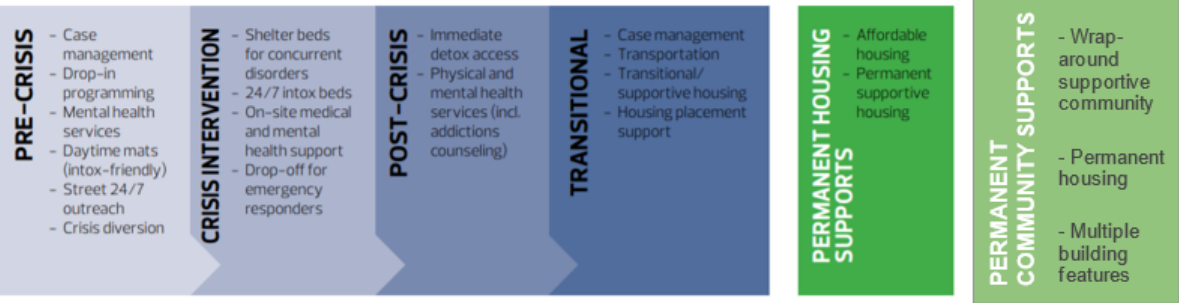 PRE-CRISIS
- Case
management
- Drop-in
programming
- Mental health
services
- Daytime mats
(intox-friendly)
- Street 24/7
outreach
- Crisis diversion
CRISIS INTERVENTION
- Shelter beds
for concurrent
disorders
- 24/7 intox beds
- On-site medical
and mental
health support
- Drop-off for
emergency
responders
POST-CRISIS
- Immediate
detox access
- Physical and
mental health
services (incl.
addictions
counseling)
TRANSITIONAL
- Case management
- Transportation
- Transitional/
supportive housing
- Housing placement
support
PERMANENT HOUSING
SUPPORTS
- Affordable
housing
- Permanent
supportive
housing
PERMANENT
COMMUNITY SUPPORTS
- Wrap-
around
supportive
community
- Permanent
housing
- Multiple
building
features